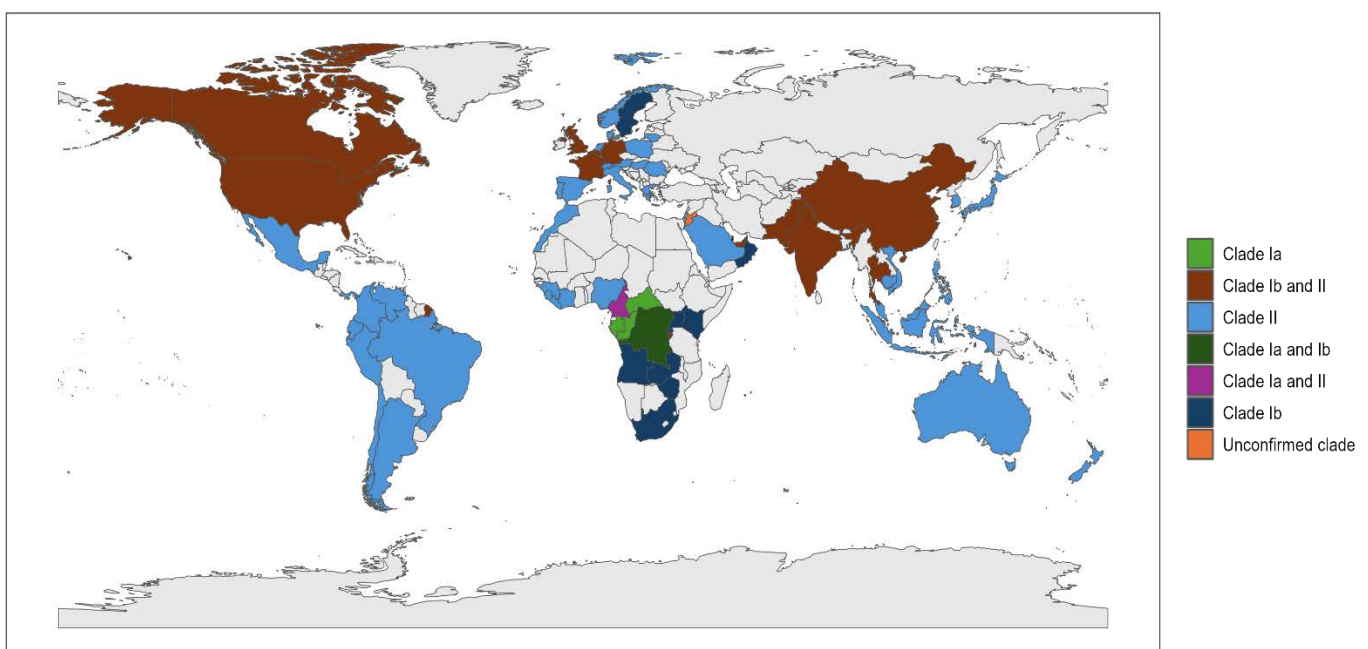 Clade Ia
Clade Ib and II
Clade II
Clade Ia and Ib
Clade Ia and II
Clade Ib
Unconfirmed clade